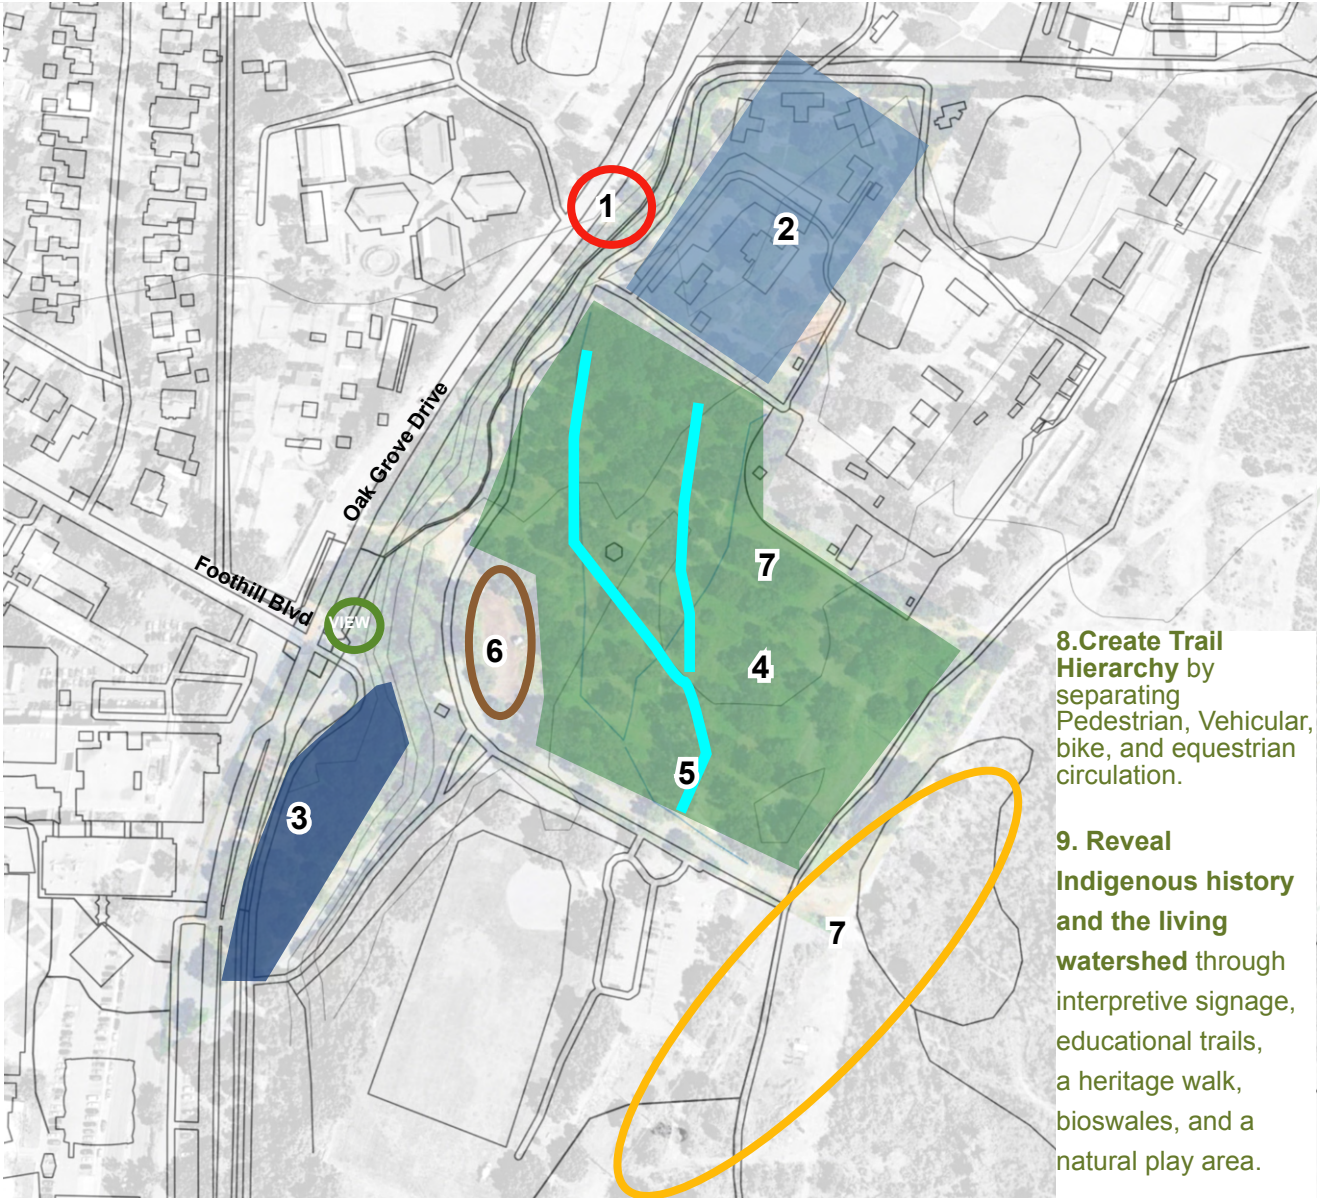 1
2
Oak Grove Drive
Foothill Blvd
VIEW
7
6
4
5
3
7
8.Create Trail
Hierarchy by
separating
Pedestrian, Vehicular,
bike, and equestrian
circulation.
9. Reveal
Indigenous history
and the living
watershed through
interpretive signage,
educational trails,
a heritage walk,
bioswales, and a
natural play area.